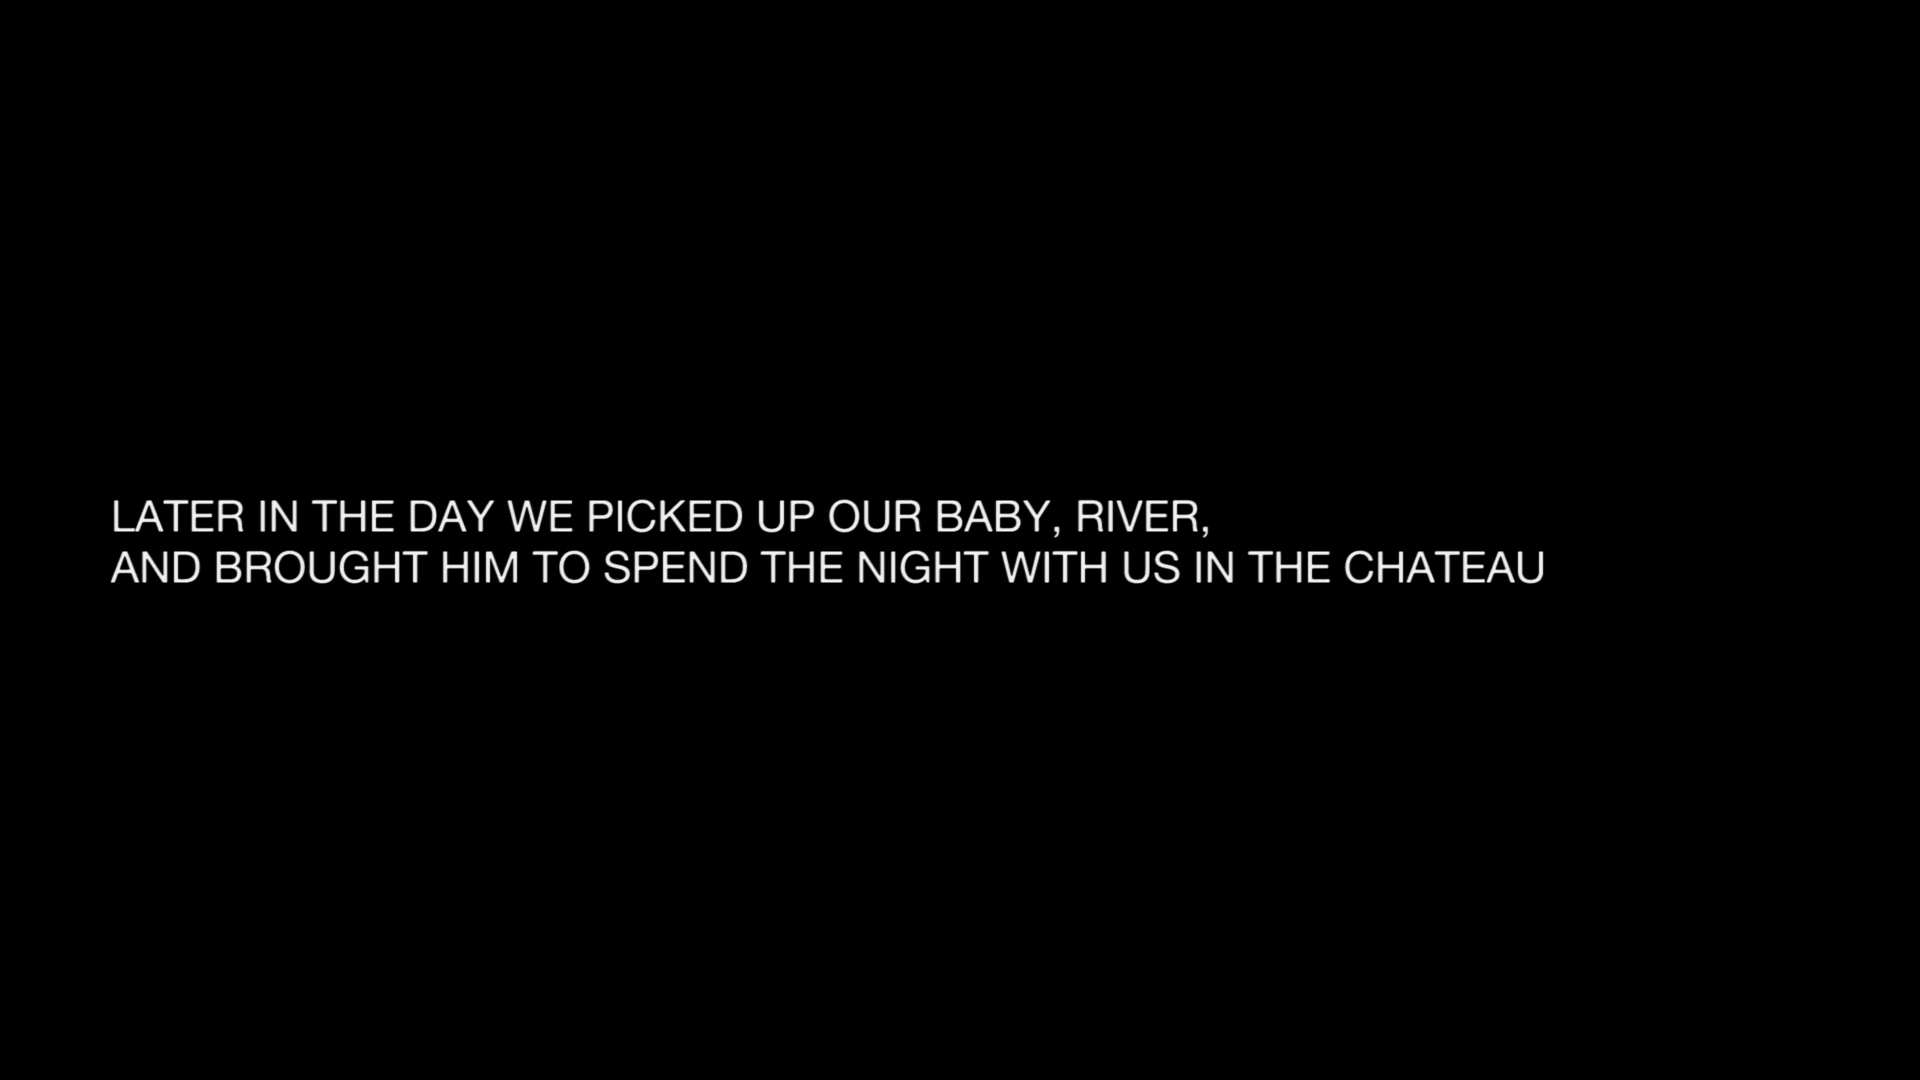 LATER IN THE DAY WE PICKED UP OUR BABY, RIVER,
AND BROUGHT HIM TO SPEND THE NIGHT WITH US IN THE CHATEAU